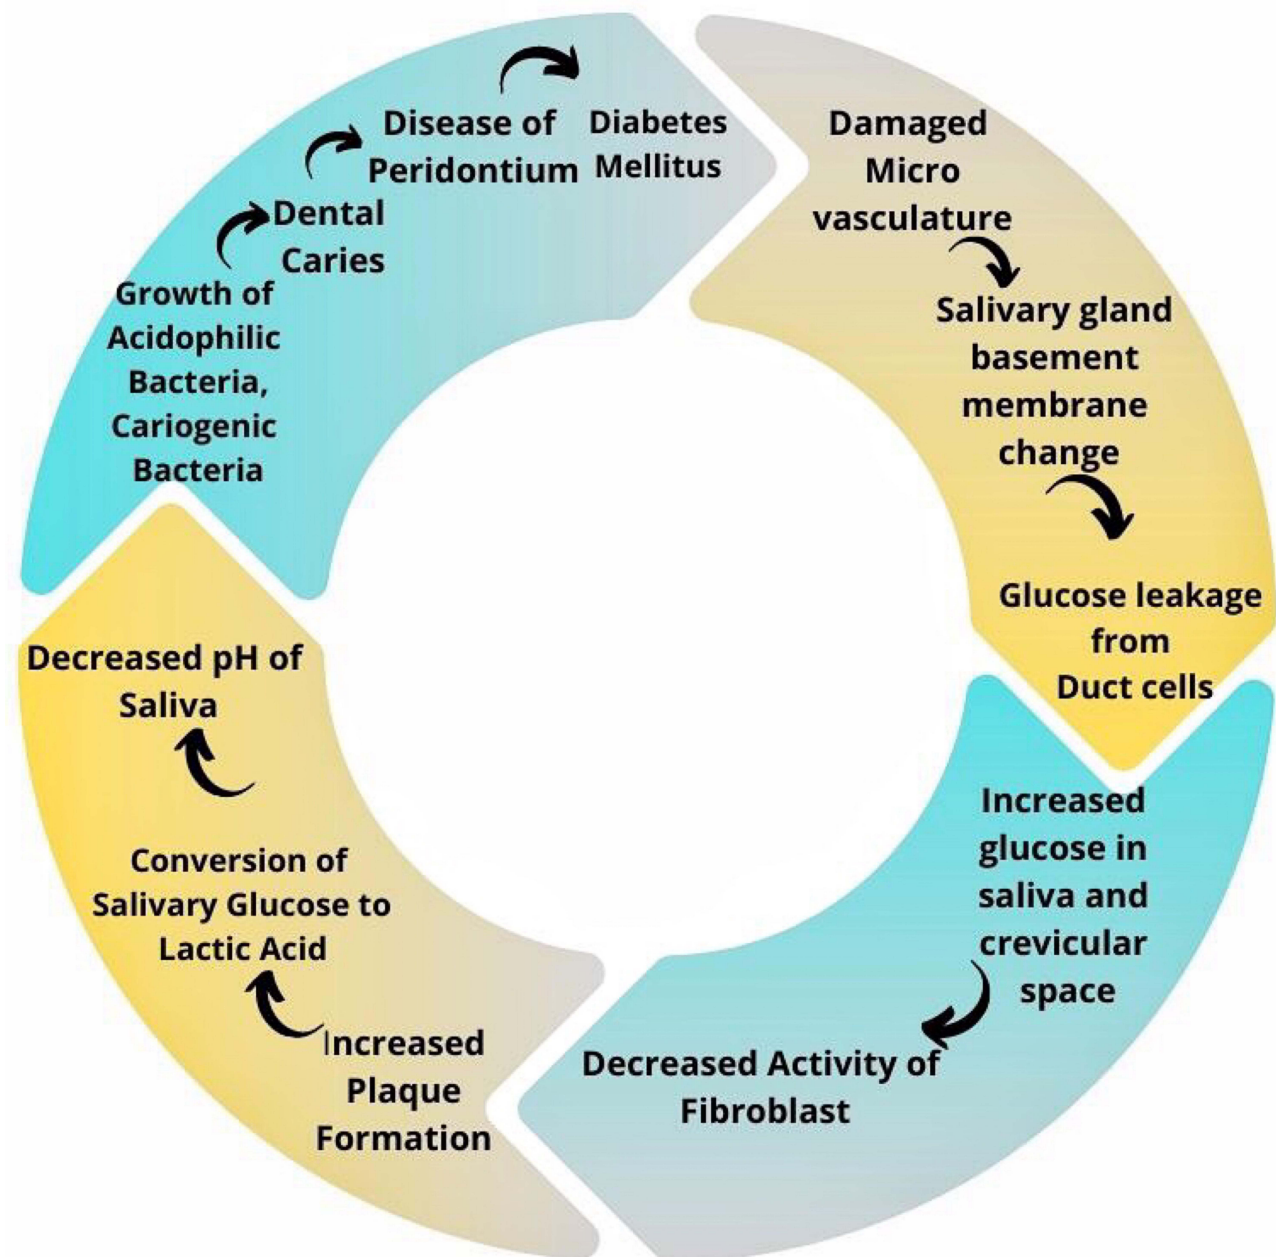 Disease of
Peridontium
Diabetes
Mellitus
Damaged
Micro
vasculature
Salivary gland
basement
membrane
change
Glucose leakage
from
Duct cells
Increased
glucose in
saliva and
crevicular
space
Decreased Activity of
Fibroblast
Increased
Plaque
Formation
Conversion of
Salivary Glucose to
Lactic Acid
Decreased pH of
Saliva
Growth of
Acidophilic
Bacteria,
Cariogenic
Bacteria
Dental
Caries